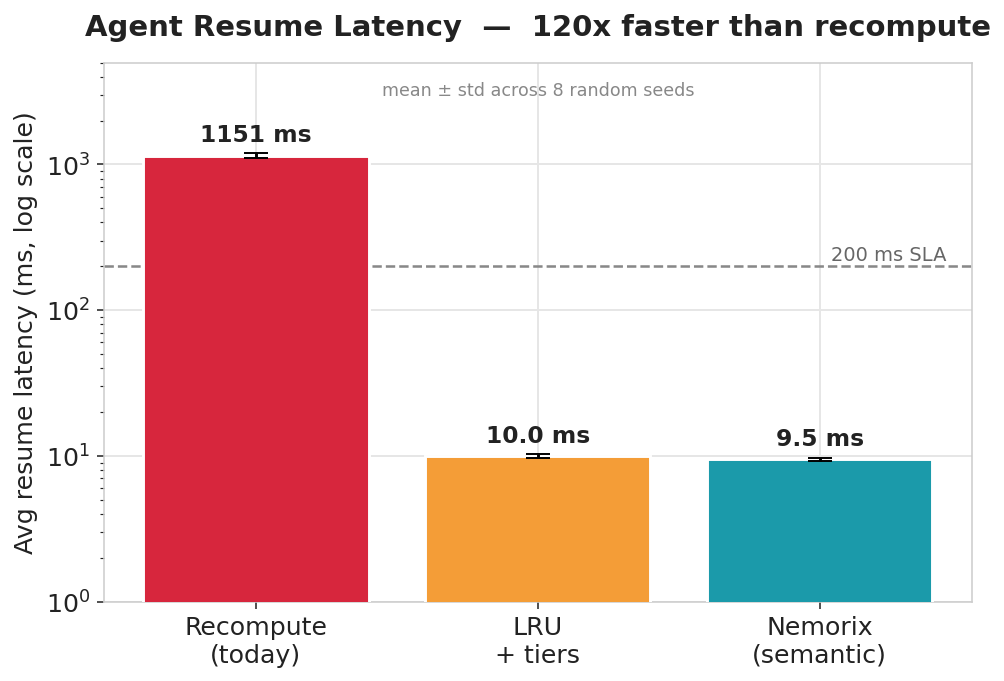 Agent Resume Latency — 120x faster than recompute
mean ± std across 8 random seeds
1151 ms
200 ms SLA
10.0 ms
9.5 ms
Avg resume latency (ms, log scale)
10³
10²
10¹
10⁰
Recompute
(today)
LRU
+ tiers
Nemorix
(semantic)